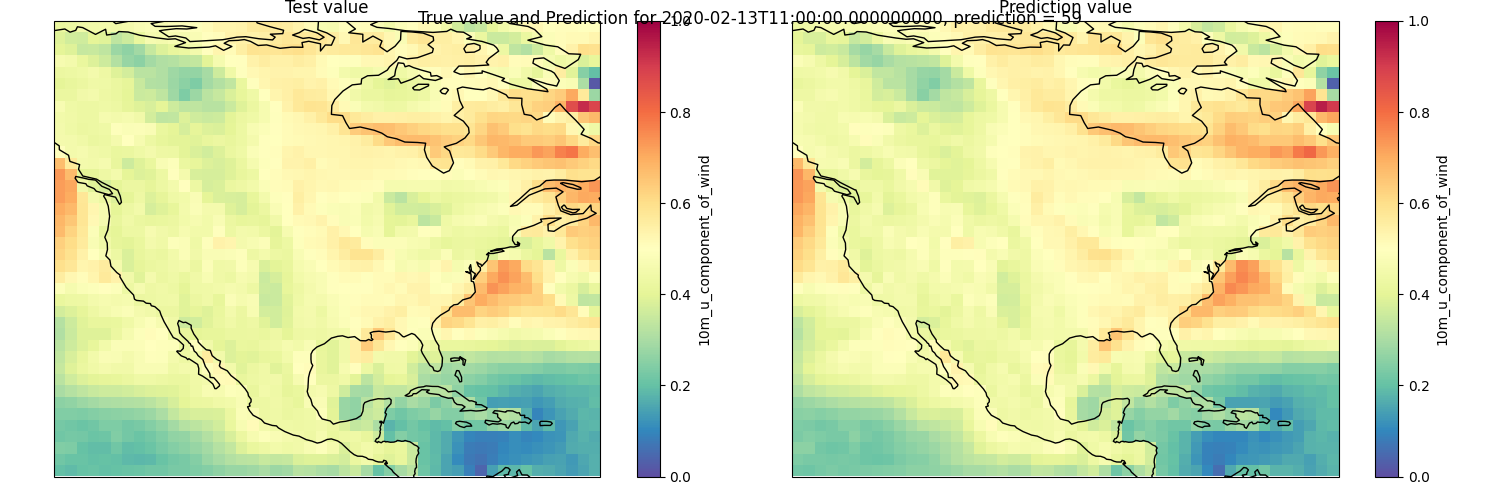 Test value
True value and Prediction for 2020-02-13T11:00:00.000000000, prediction = 59
Prediction value
1.0
0.8
0.6
0.4
0.2
0.0
10m_u_component_of_wind
1.0
0.8
0.6
0.4
0.2
0.0
10m_u_component_of_wind